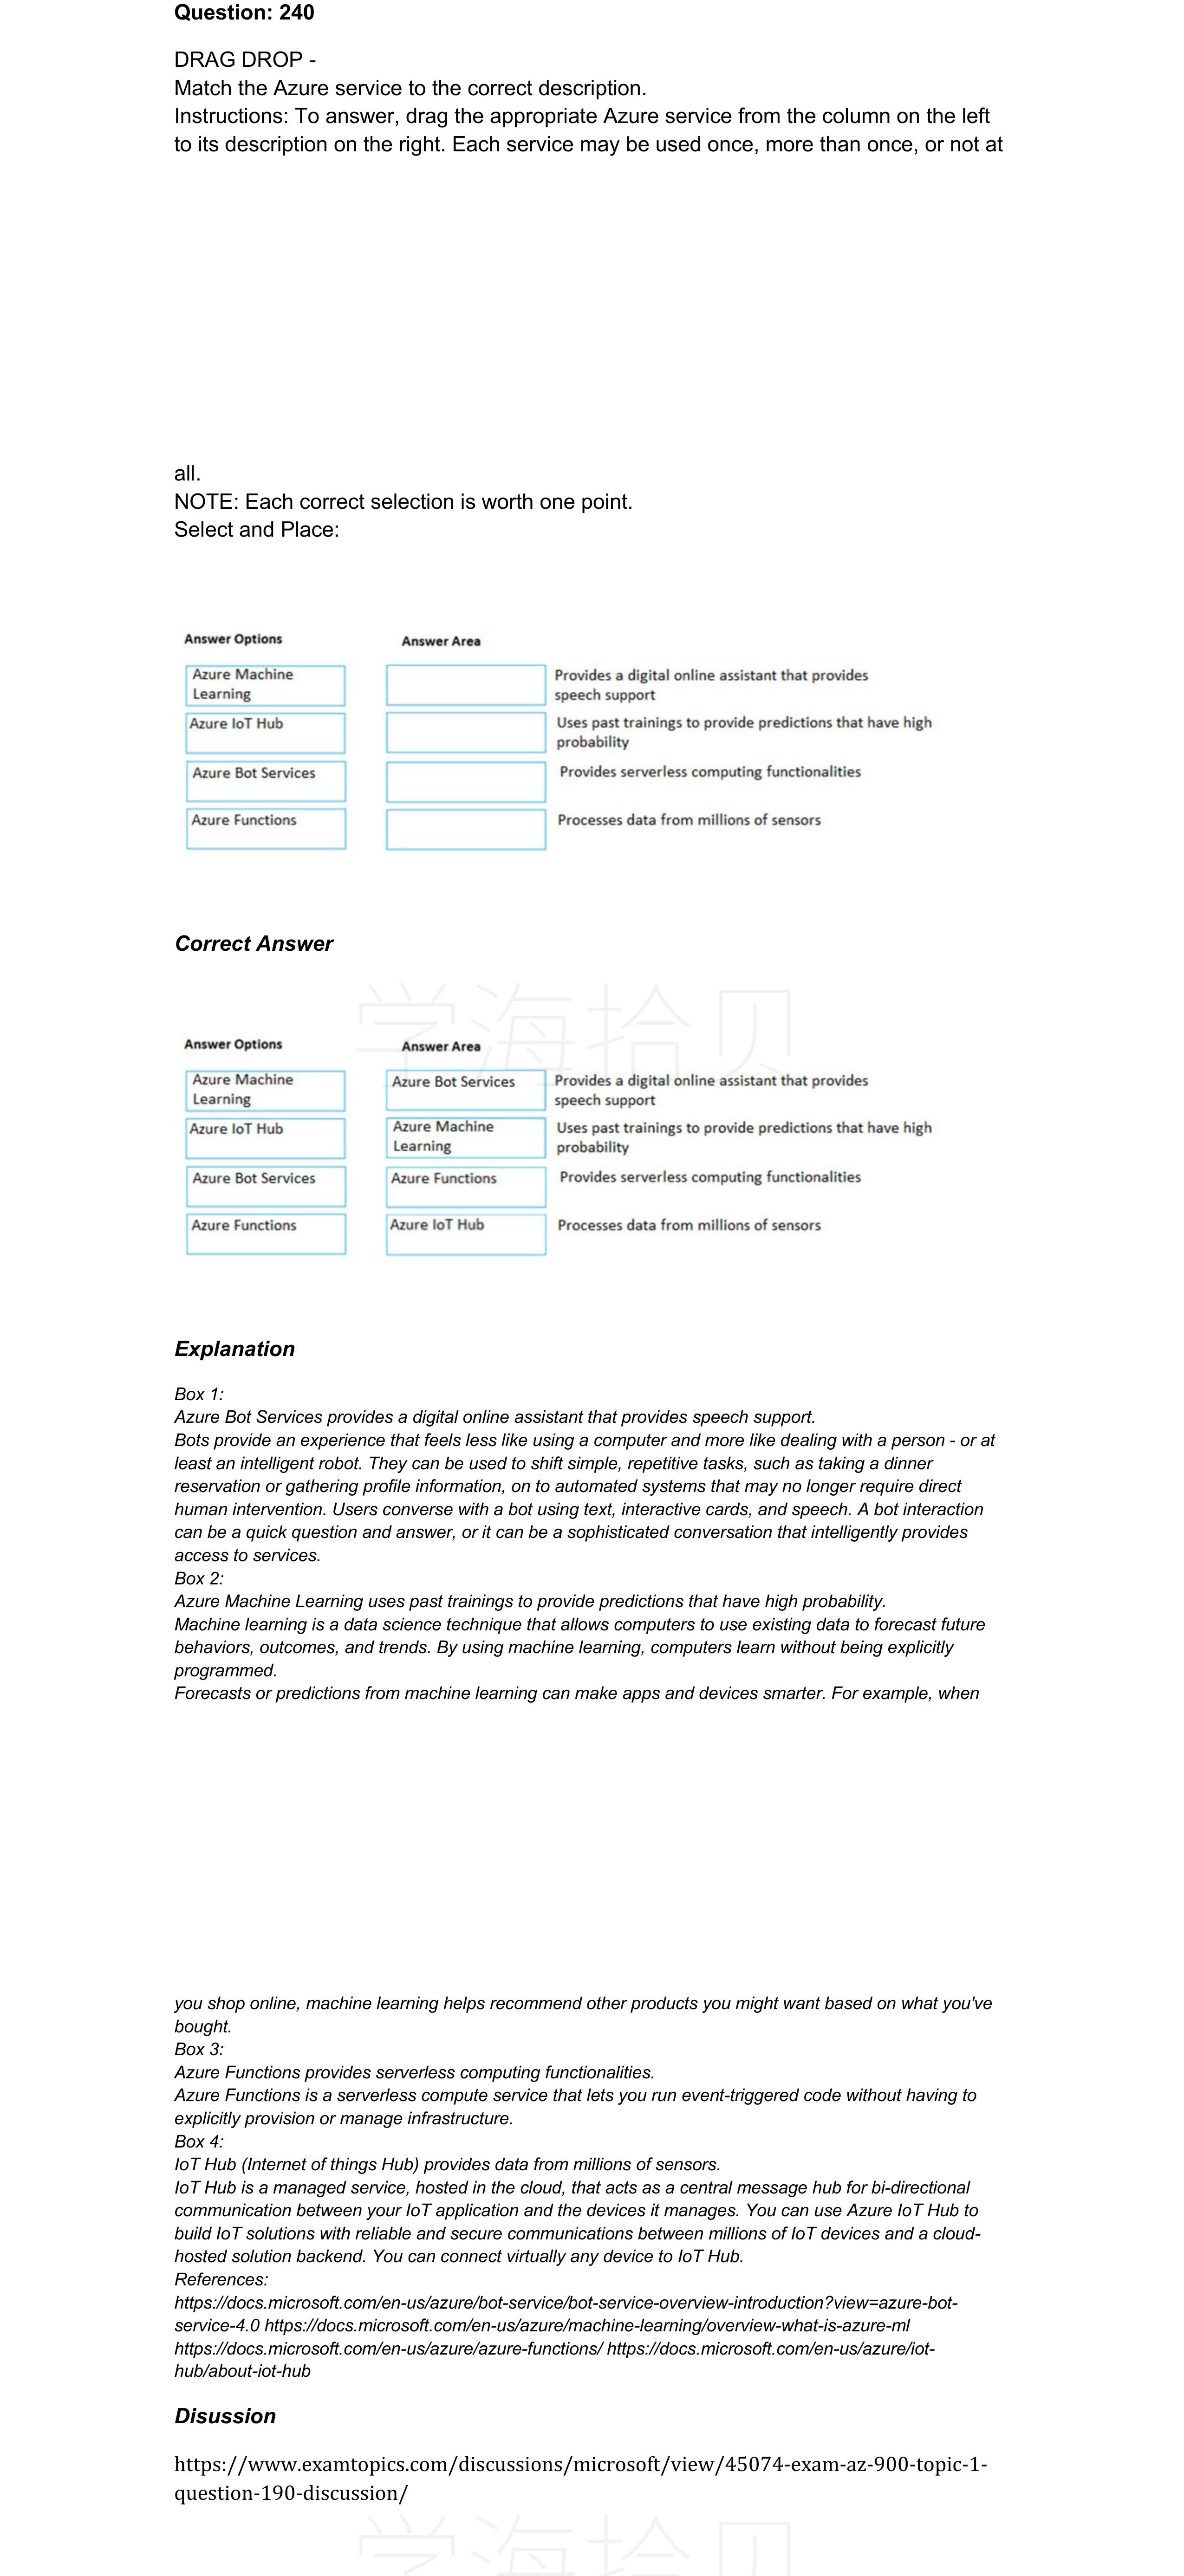 Question: 240
DRAG DROP -
Match the Azure service to the correct description.
Instructions: To answer, drag the appropriate Azure service from the column on the left
to its description on the right. Each service may be used once, more than once, or not at
all.
NOTE: Each correct selection is worth one point.
Select and Place:
Answer Options
Answer Area
Azure Machine
Learning
Provides a digital online assistant that provides
speech support
Azure IoT Hub
Uses past trainings to provide predictions that have high
probability
Azure Bot Services
Provides serverless computing functionalities
Azure Functions
Processes data from millions of sensors
Correct Answer
学海拾贝
Answer Options
Answer Area
Azure Machine
Learning
Azure Bot Services
Provides a digital online assistant that provides
speech support
Azure IoT Hub
Azure Machine
Learning
Uses past trainings to provide predictions that have high
probability
Azure Bot Services
Azure Functions
Provides serverless computing functionalities
Azure Functions
Azure IoT Hub
Processes data from millions of sensors
Explanation
Box 1:
Azure Bot Services provides a digital online assistant that provides speech support.
Bots provide an experience that feels less like using a computer and more like dealing with a person - or at
least an intelligent robot. They can be used to shift simple, repetitive tasks, such as taking a dinner
reservation or gathering profile information, on to automated systems that may no longer require direct
human intervention. Users converse with a bot using text, interactive cards, and speech. A bot interaction
can be a quick question and answer, or it can be a sophisticated conversation that intelligently provides
access to services.
Box 2:
Azure Machine Learning uses past trainings to provide predictions that have high probability.
Machine learning is a data science technique that allows computers to use existing data to forecast future
behaviors, outcomes, and trends. By using machine learning, computers learn without being explicitly
programmed.
Forecasts or predictions from machine learning can make apps and devices smarter. For example, when
you shop online, machine learning helps recommend other products you might want based on what you've
bought.
Box 3:
Azure Functions provides serverless computing functionalities.
Azure Functions is a serverless compute service that lets you run event-triggered code without having to
explicitly provision or manage infrastructure.
Box 4:
IoT Hub (Internet of things Hub) provides data from millions of sensors.
IoT Hub is a managed service, hosted in the cloud, that acts as a central message hub for bi-directional
communication between your IoT application and the devices it manages. You can use Azure IoT Hub to
build IoT solutions with reliable and secure communications between millions of IoT devices and a cloud-
hosted solution backend. You can connect virtually any device to IoT Hub.
References:
https://docs.microsoft.com/en-us/azure/bot-service/bot-service-overview-introduction?view=azure-bot-
service-4.0 https://docs.microsoft.com/en-us/azure/machine-learning/overview-what-is-azure-ml
https://docs.microsoft.com/en-us/azure/azure-functions/ https://docs.microsoft.com/en-us/azure/iot-
hub/about-iot-hub
Disussion
https://www.examtopics.com/discussions/microsoft/view/45074-exam-az-900-topic-1-
question-190-discussion/
学海拾贝